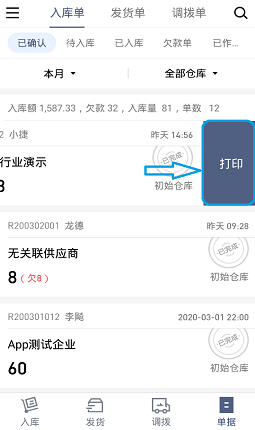 入库单 发货单 调拨单
已确认 待入库 已入库 欠款单 已作...
本月 全部仓库
入库额 1,587.33，欠款 32，入库量 81，单数 12
2 小捷 昨天 14:56
行业演示 已完成
8 初始仓库
打印
R200302001 龙德 昨天 09:28
无关联供应商 已完成
8（欠8） 初始仓库
R200301012 李飚 2020-03-01 22:00
App测试企业 已完成
60 初始仓库
入库 发货 调拨 单据